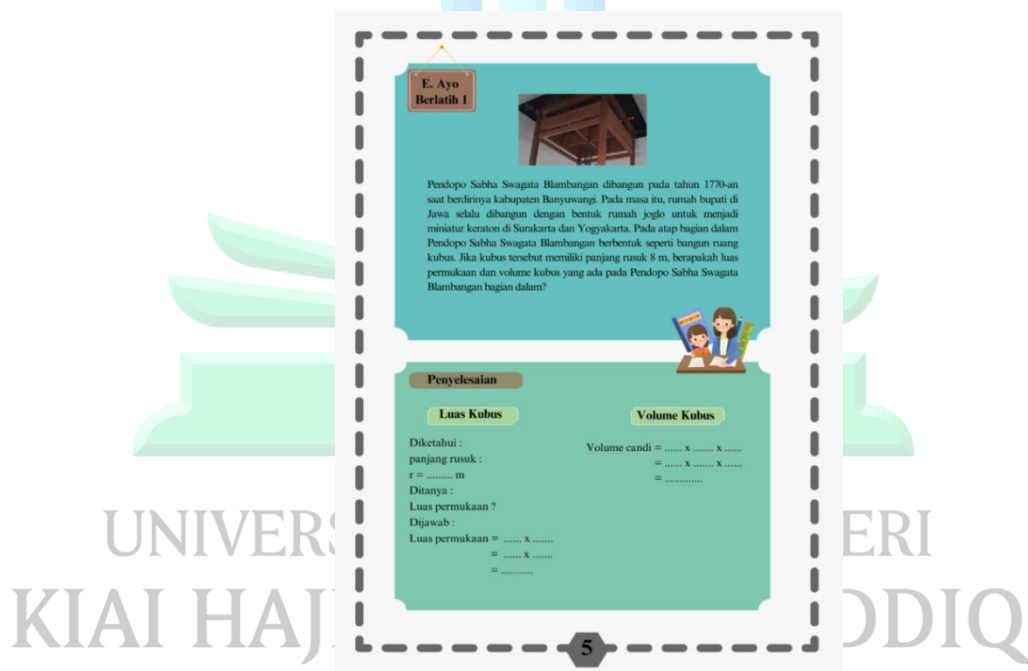 E. Ayo
Berlatih 1
Pendopo Sabha Swagata Blambangan dibangun pada tahun 1770-an
saat berdirinya kabupaten Banyuwangi. Pada masa itu, rumah bupati di
Jawa selalu dibangun dengan bentuk rumah joglo untuk menjadi
miniatur keraton di Surakarta dan Yogyakarta. Pada atap bagian dalam
Pendopo Sabha Swagata Blambangan berbentuk seperti bangun ruang
kubus. Jika kubus tersebut memiliki panjang rusuk 8 m, berapakah luas
permukaan dan volume kubus yang ada pada Pendopo Sabha Swagata
Blambangan bagian dalam?
Penyelesaian
Luas Kubus
Diketahui :
panjang rusuk :
r = ......... m
Ditanya :
Luas permukaan ?
Dijawab :
Luas permukaan = ...... x .......
= ...... x .......
= ...........
Volume Kubus
Volume candi = ...... x ....... x ......
= ...... x ....... x ......
= .............
UNIVERS
ERI
KIAI HAJI
DDIQ
5